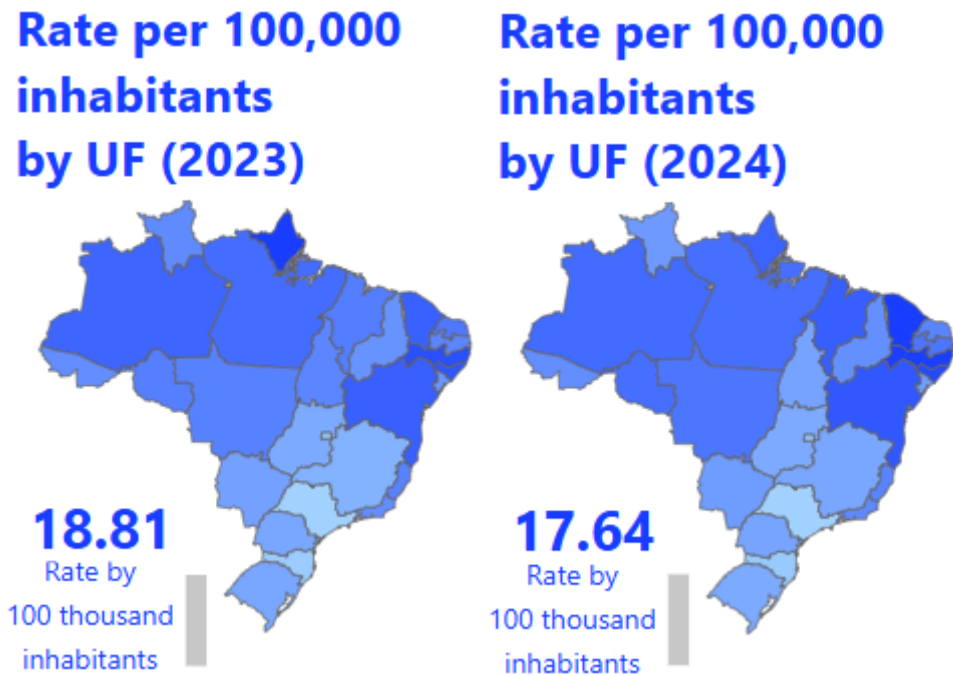 Rate per 100,000
inhabitants
by UF (2023)
18.81
Rate by
100 thousand
inhabitants
Rate per 100,000
inhabitants
by UF (2024)
17.64
Rate by
100 thousand
inhabitants